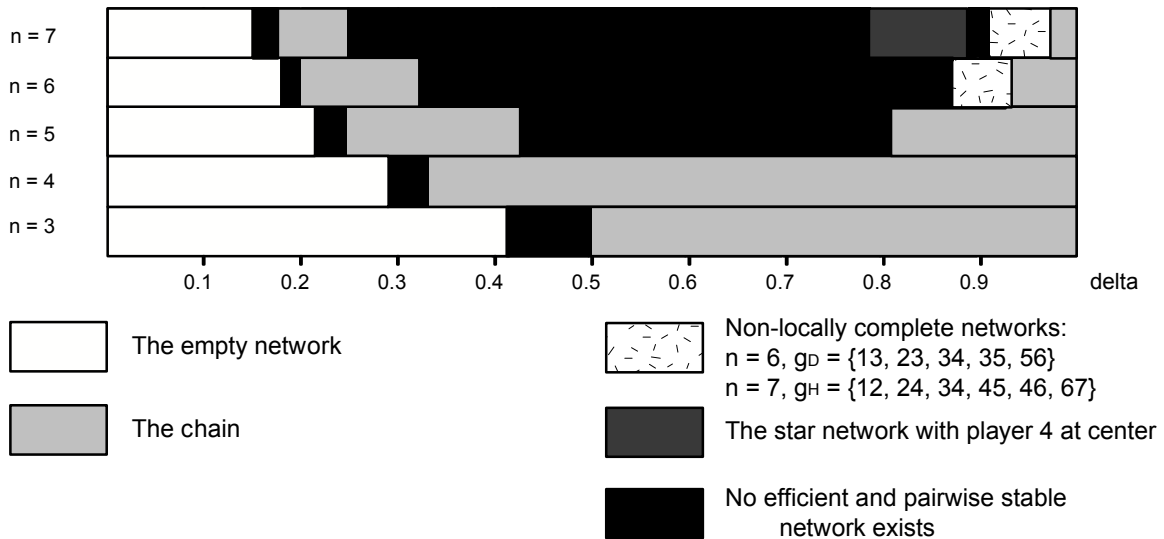 n = 7
n = 6
n = 5
n = 4
n = 3
0.1 0.2 0.3 0.4 0.5 0.6 0.7 0.8 0.9 delta
The empty network
The chain
Non-locally complete networks:
n = 6, gD = {13, 23, 34, 35, 56}
n = 7, gH = {12, 24, 34, 45, 46, 67}
The star network with player 4 at center
No efficient and pairwise stable
network exists